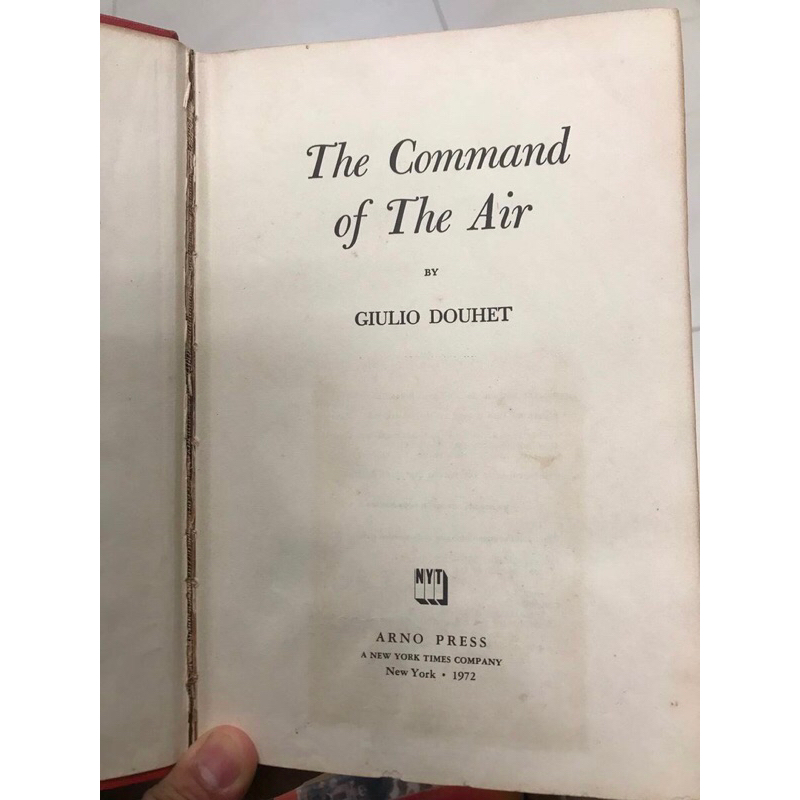 The Command
of The Air
BY
GIULIO DOUHET
NYT
ARNO PRESS
A NEW YORK TIMES COMPANY
New York • 1972